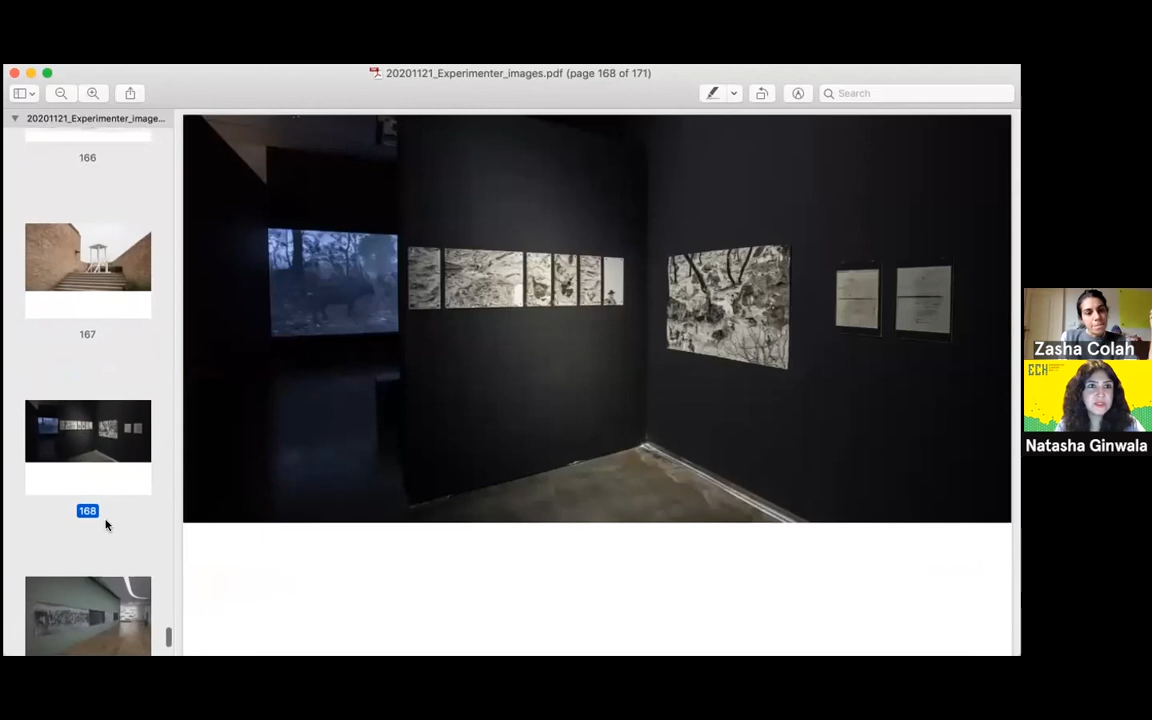 20201121_Experimenter_images.pdf (page 168 of 171)
Search
20201121_Experimenter_image...
166
167
168
Zasha Colah
ECH
Natasha Ginwala